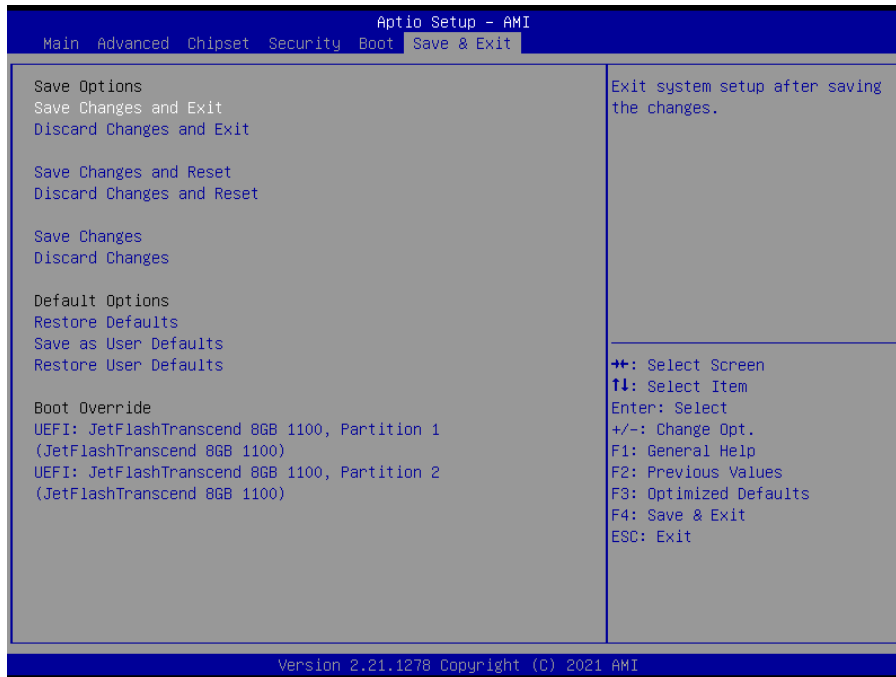 Aptio Setup – AMI
Main Advanced Chipset Security Boot Save & Exit
Save Options
Save Changes and Exit
Discard Changes and Exit
Save Changes and Reset
Discard Changes and Reset
Save Changes
Discard Changes
Default Options
Restore Defaults
Save as User Defaults
Restore User Defaults
Boot Override
UEFI: JetFlashTranscend 8GB 1100, Partition 1
(JetFlashTranscend 8GB 1100)
UEFI: JetFlashTranscend 8GB 1100, Partition 2
(JetFlashTranscend 8GB 1100)
Exit system setup after saving
the changes.
→←: Select Screen
↑↓: Select Item
Enter: Select
+/-: Change Opt.
F1: General Help
F2: Previous Values
F3: Optimized Defaults
F4: Save & Exit
ESC: Exit
Version 2.21.1278 Copyright (C) 2021 AMI